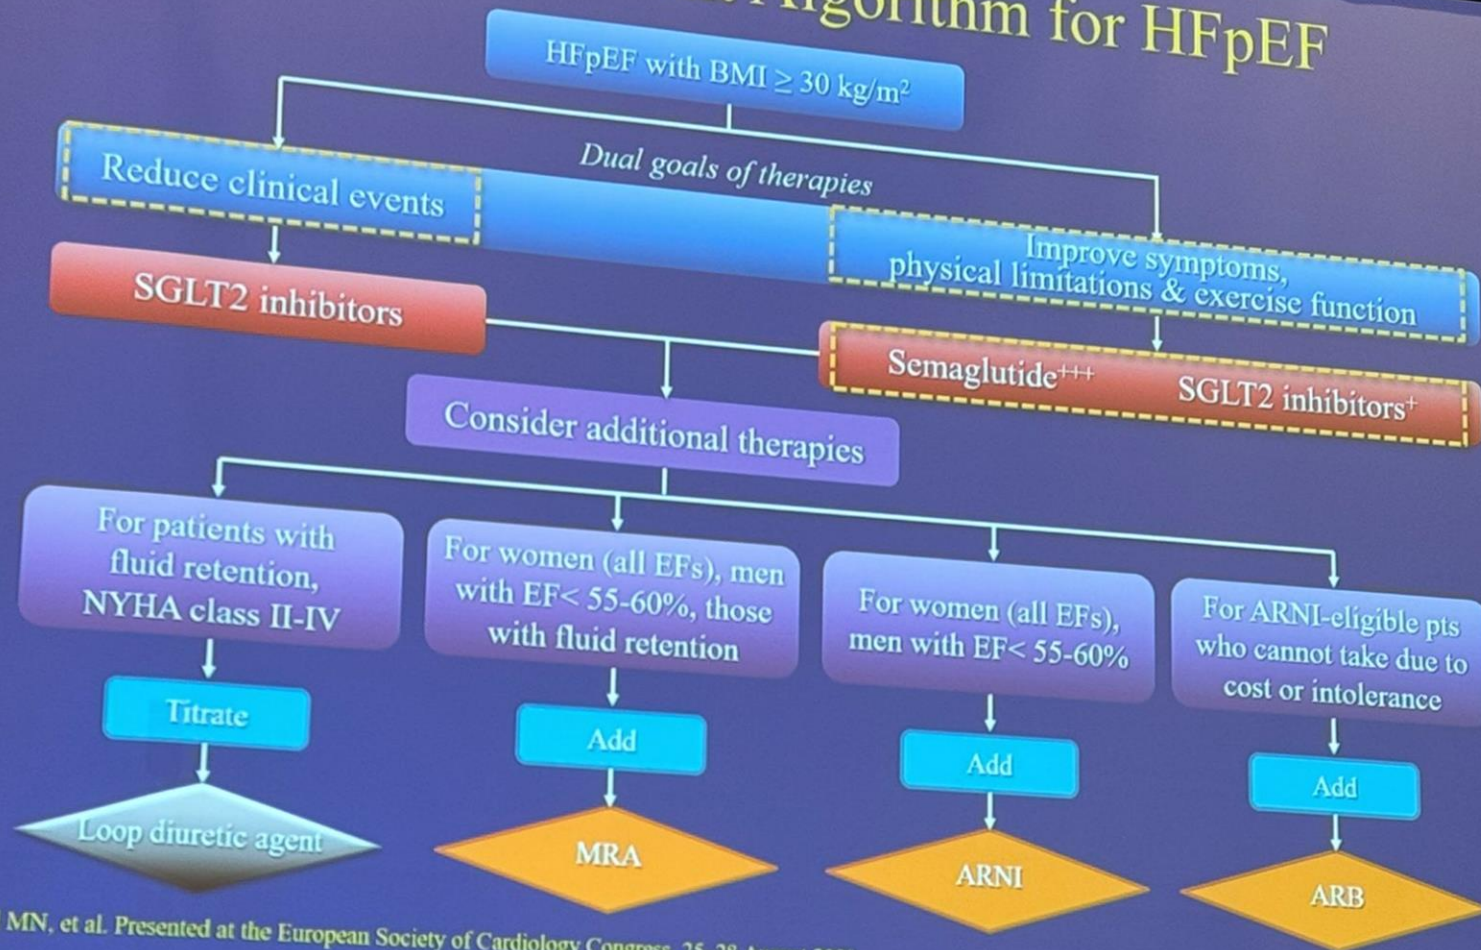 Algorithm for HFpEF
HFpEF with BMI ≥ 30 kg/m²
Dual goals of therapies
Reduce clinical events
Improve symptoms,
physical limitations & exercise function
SGLT2 inhibitors
Semaglutide⁺⁺⁺ SGLT2 inhibitors⁺
Consider additional therapies
For patients with
fluid retention,
NYHA class II-IV
Titrate
Loop diuretic agent
For women (all EFs), men
with EF< 55-60%, those
with fluid retention
Add
MRA
For women (all EFs),
men with EF< 55-60%
Add
ARNI
For ARNI-eligible pts
who cannot take due to
cost or intolerance
Add
ARB
MN, et al. Presented at the European Society of Cardiology Congress